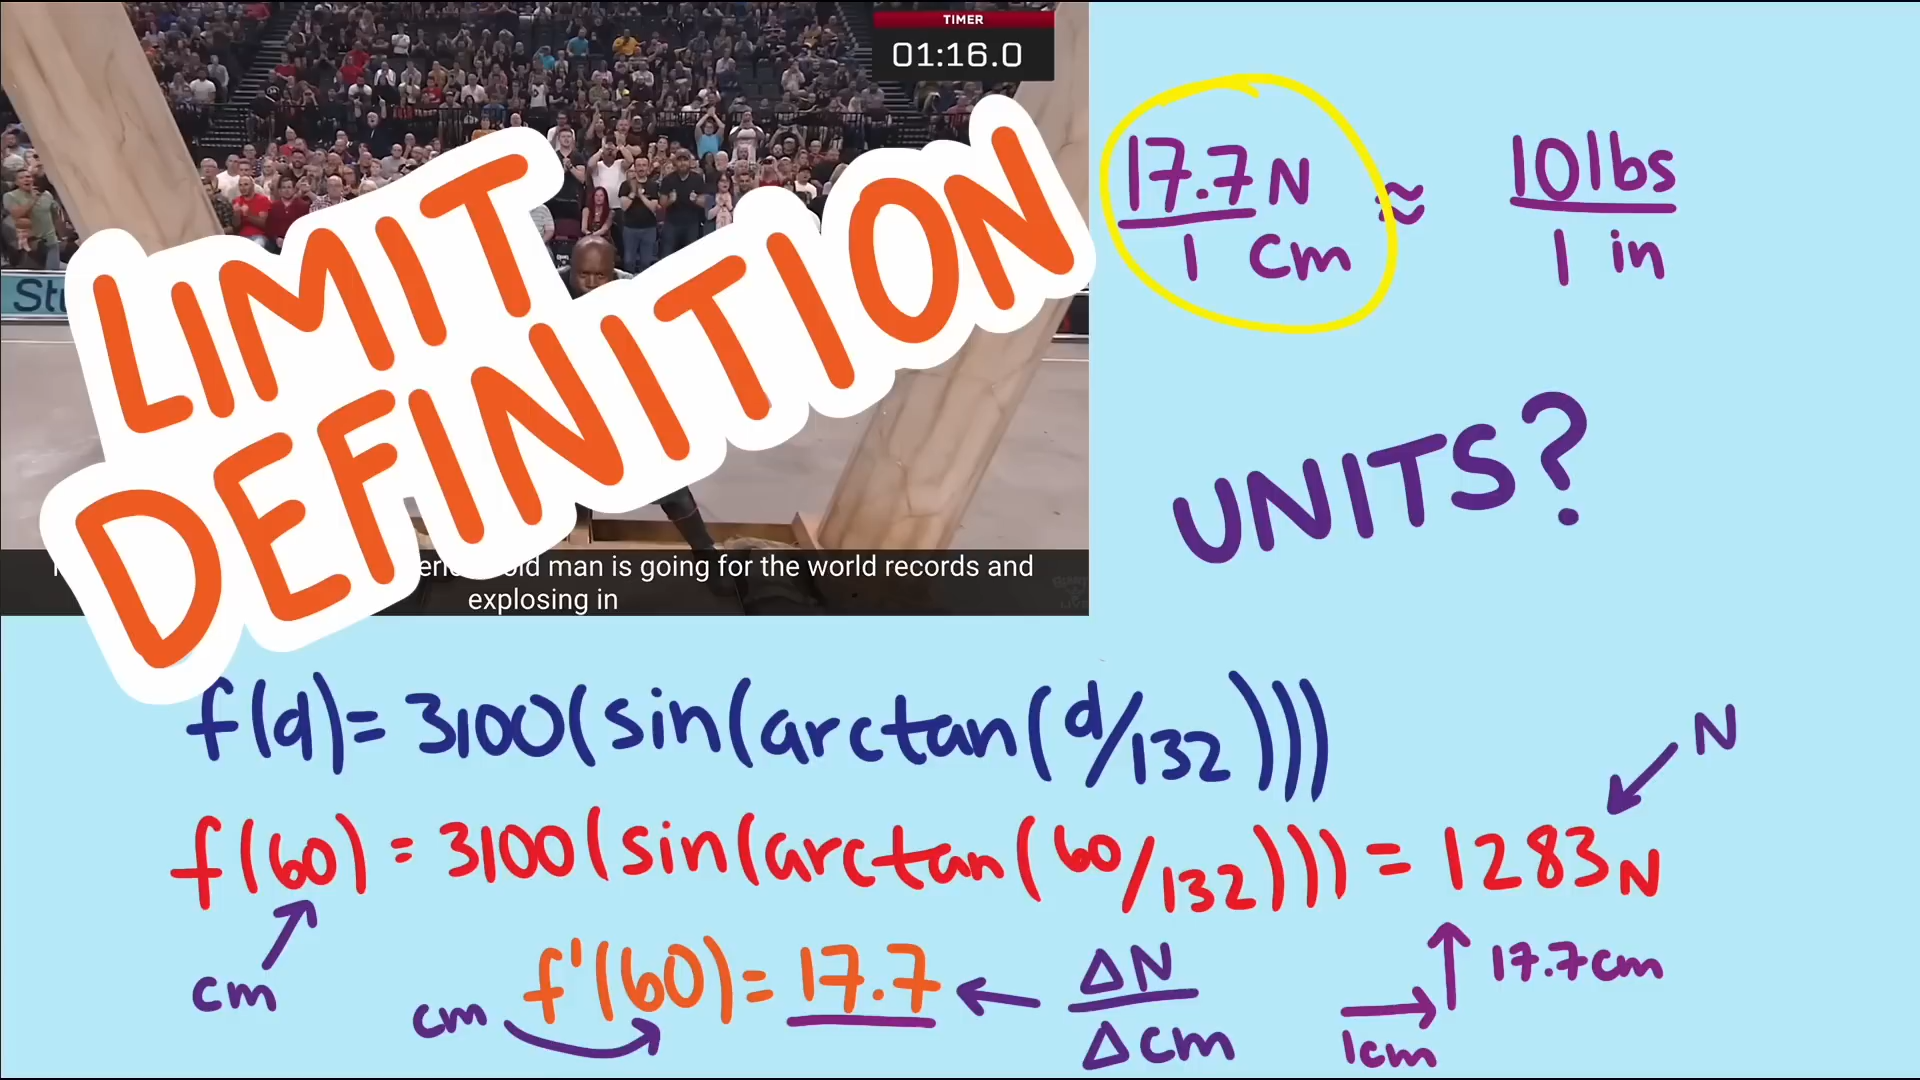 TIMER
01:16.0
LIMIT
DEFINITION
St
old man is going for the world records and
explosing in
17.7 N
1 cm
≈
10 lbs
1 in
UNITS?
f(d) = 3100(sin(arctan(d/132)))
N
f(60) = 3100(sin(arctan(60/132))) = 1283 N
cm
cm
f'(60) = 17.7
ΔN
Δcm
17.7cm
1cm